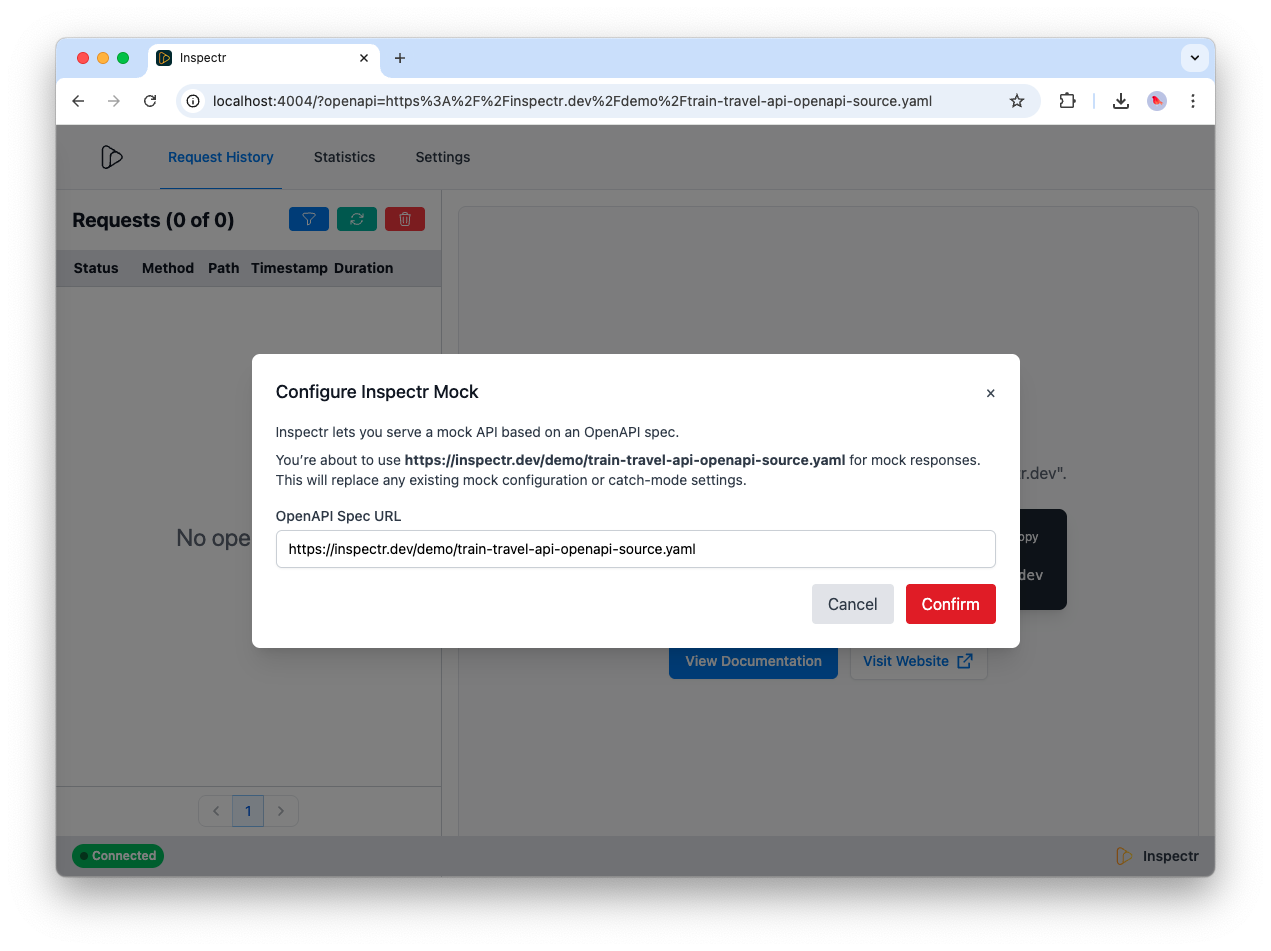 Inspectr
localhost:4004/?openapi=https%3A%2F%2Finspectr.dev%2Fdemo%2Ftrain-travel-api-openapi-source.yaml
Request History Statistics Settings
Requests (0 of 0)
Status Method Path Timestamp Duration
Configure Inspectr Mock
Inspectr lets you serve a mock API based on an OpenAPI spec.
You’re about to use https://inspectr.dev/demo/train-travel-api-openapi-source.yaml for mock responses.
This will replace any existing mock configuration or catch-mode settings.
OpenAPI Spec URL
https://inspectr.dev/demo/train-travel-api-openapi-source.yaml
Cancel Confirm
No ope
r.dev".
opy
dev
View Documentation Visit Website
1
Connected
Inspectr